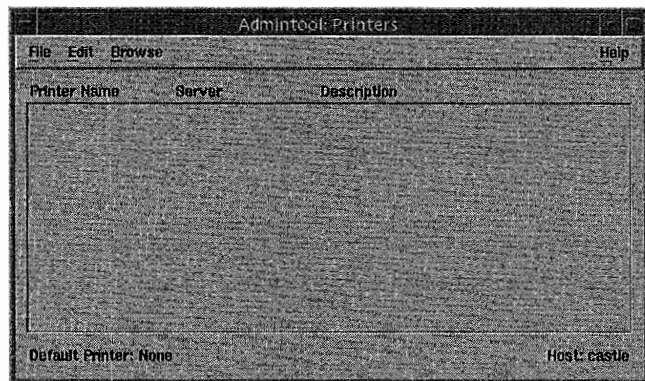 Admintool: Printers
File Edit Browse Help
Printer Name Server Description
Default Printer: None Host: castle